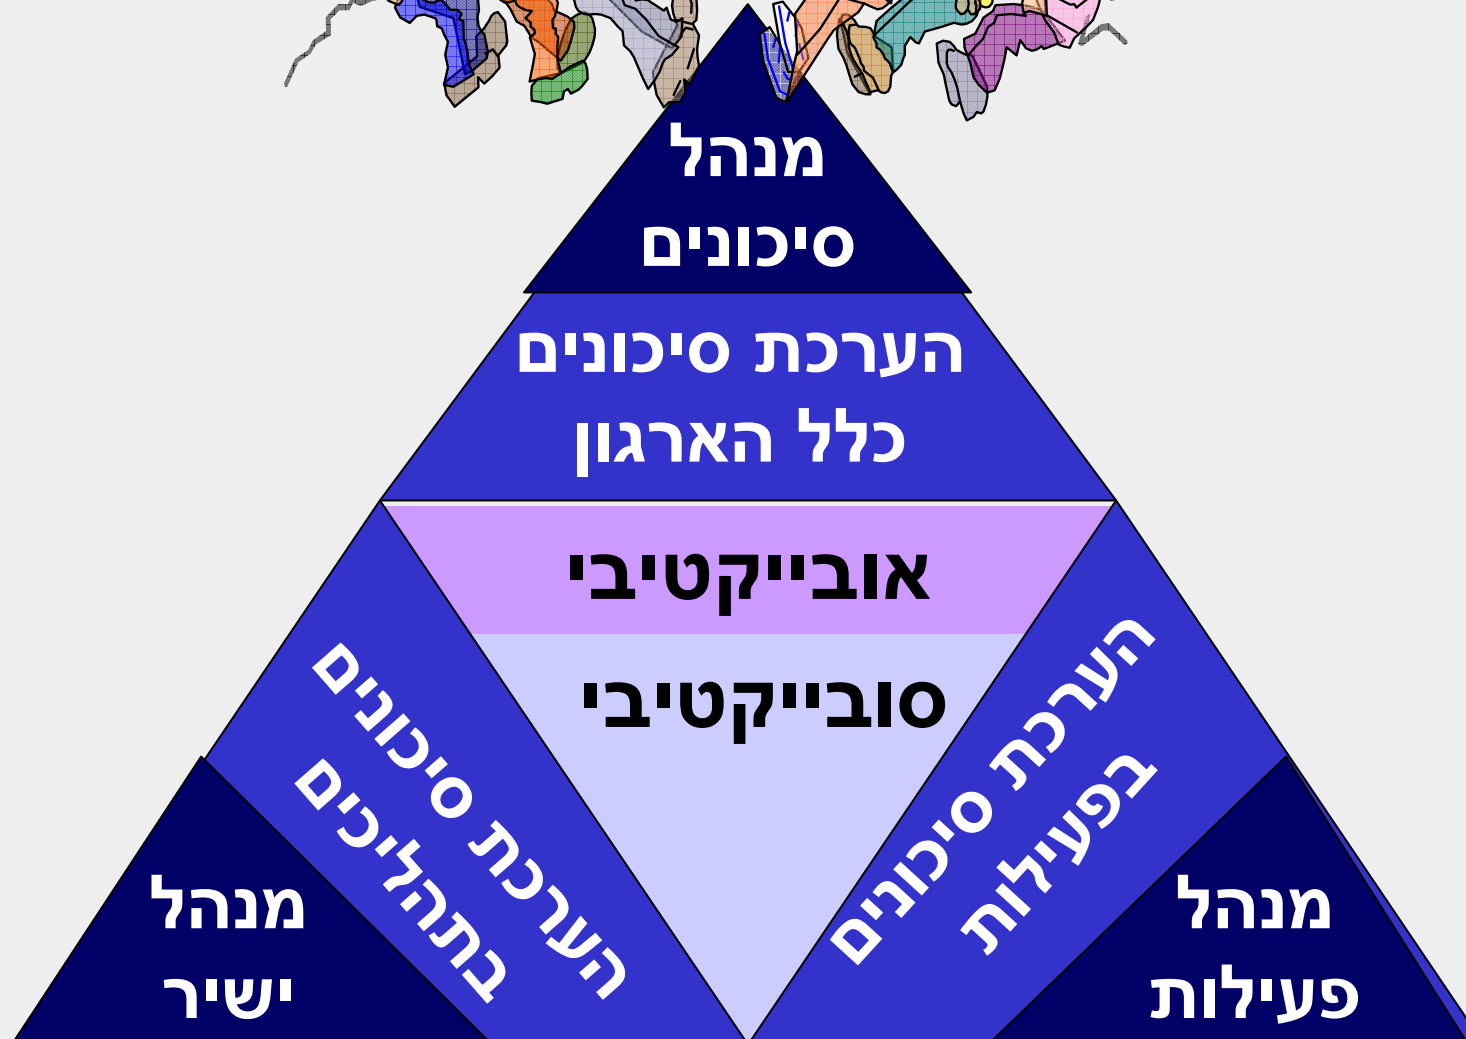 מנהל
סיכונים
הערכת סיכונים
כלל הארגון
אובייקטיבי
סובייקטיבי
הערכת סיכונים
בפעילות
הערכת סיכונים
בתהליכים
מנהל
פעילות
מנהל
ישיר